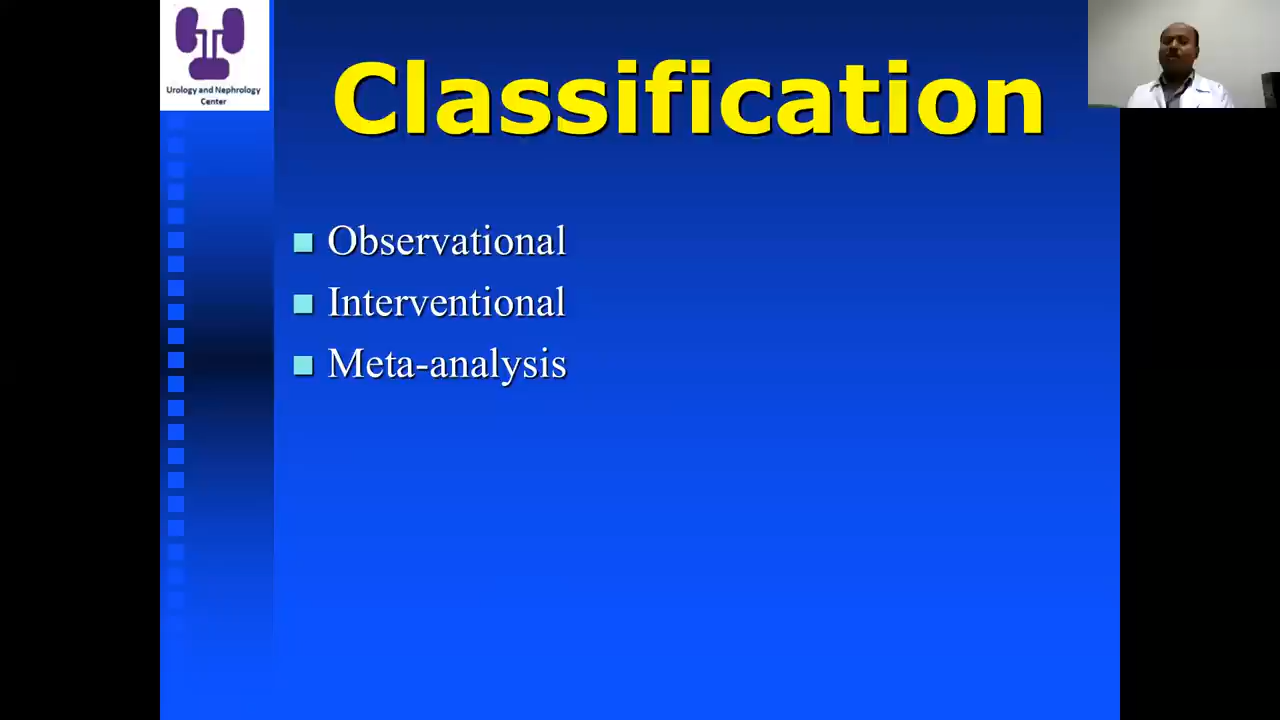 Urology and Nephrology
Center
Classification
Observational
Interventional
Meta-analysis